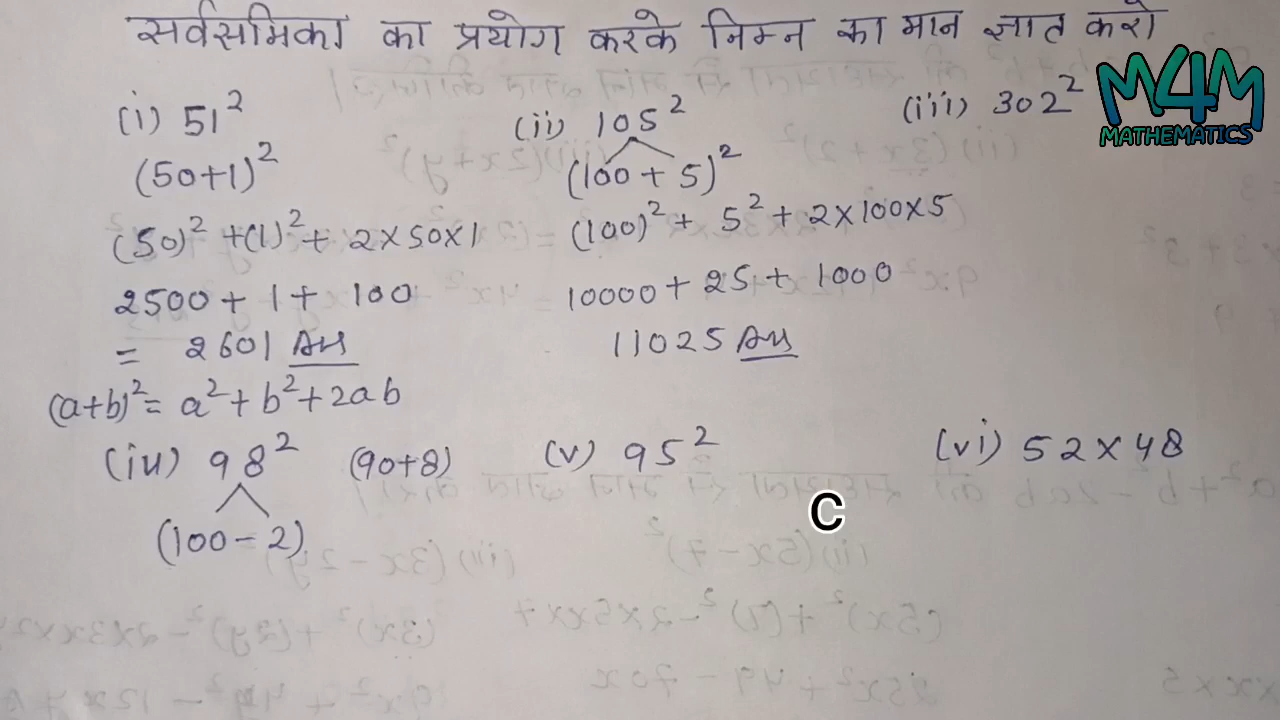 सर्वसमिका का प्रयोग करके निम्न का मान ज्ञात करो
M4M
MATHEMATICS
(i) 51² (ii) 105² (iii) 302²
(50+1)² (100 + 5)²
(50)² +(1)² + 2×50×1 (100)² + 5² + 2×100×5
2500 + 1 + 100 10000 + 25 + 1000
= 2601 Ans 11025 Ans
(a+b)² = a² + b² + 2ab
(iv) 98² (90+8) (v) 95² (vi) 52×48
C
(100 - 2)